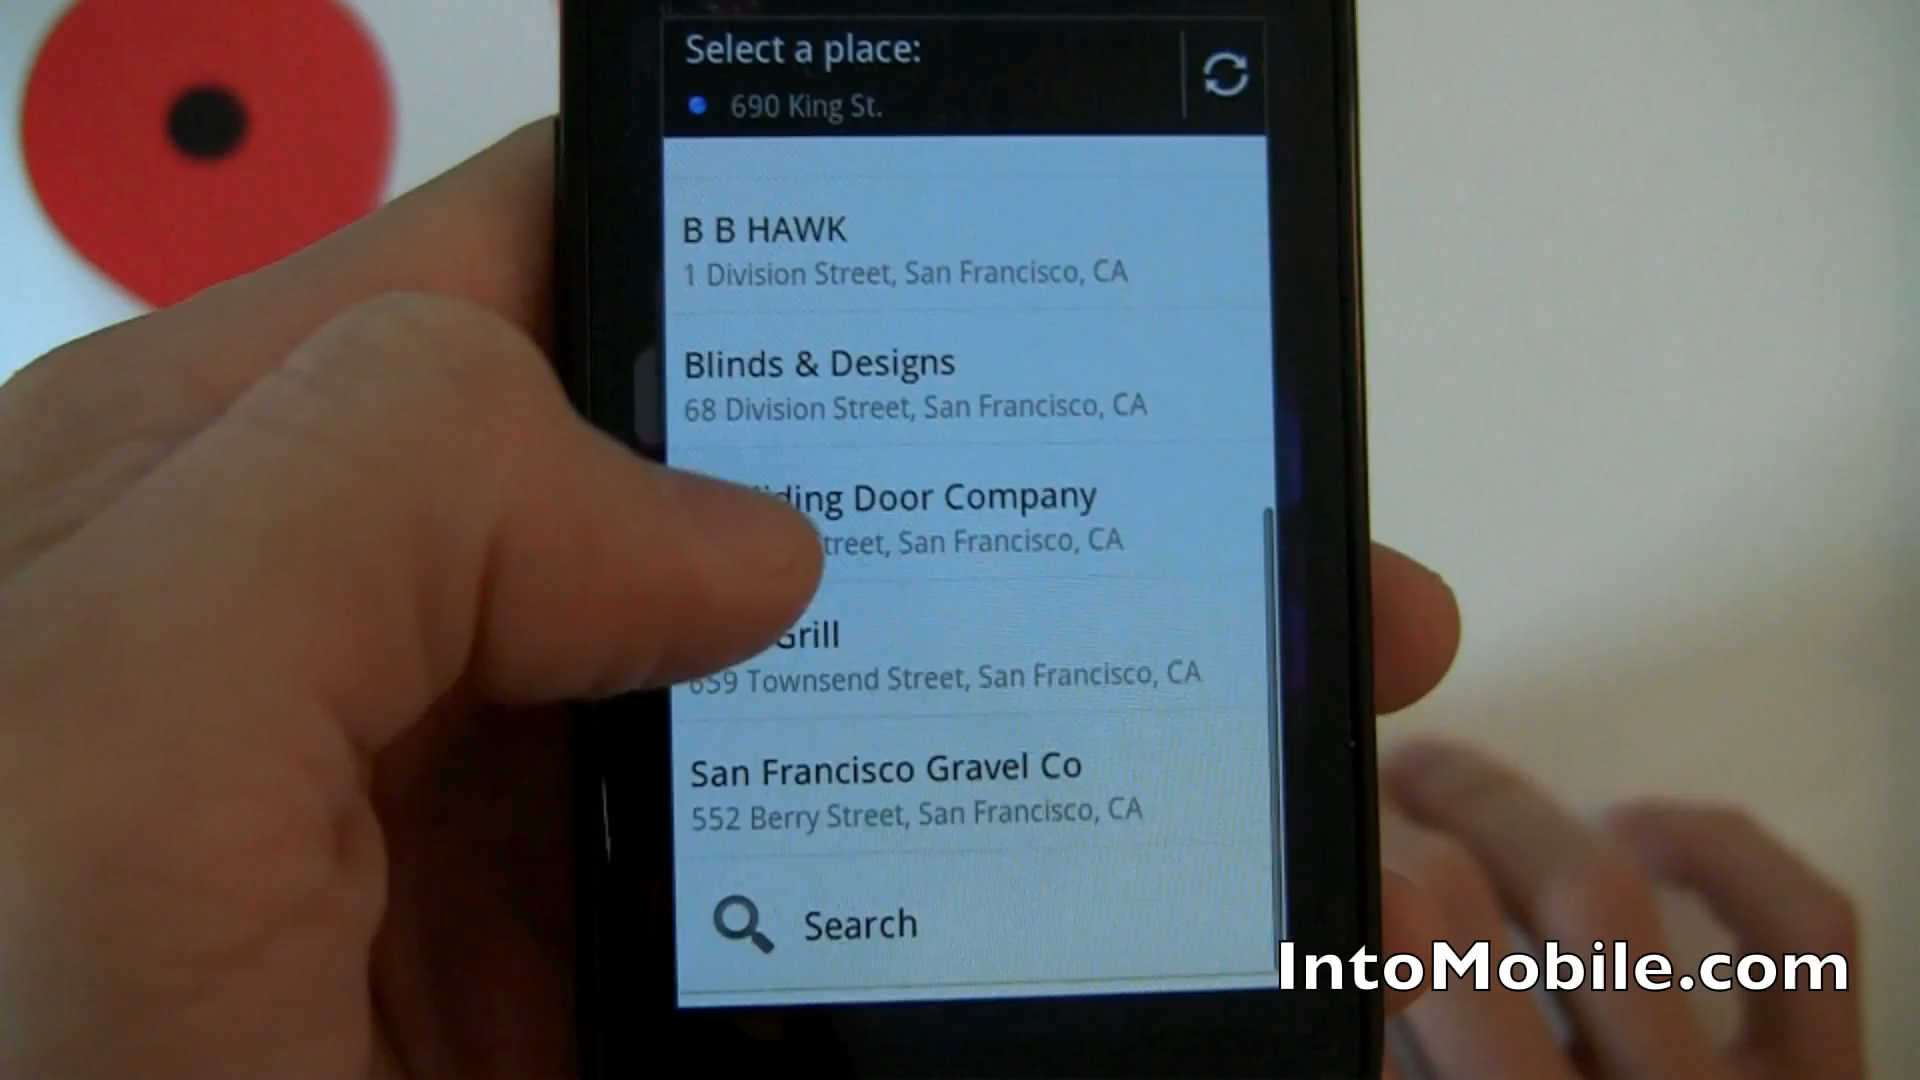 Select a place:
690 King St.
B B HAWK
1 Division Street, San Francisco, CA
Blinds & Designs
68 Division Street, San Francisco, CA
Door Company
San Francisco, CA
Grill
659 Townsend Street, San Francisco, CA
San Francisco Gravel Co
552 Berry Street, San Francisco, CA
Search
IntoMobile.com